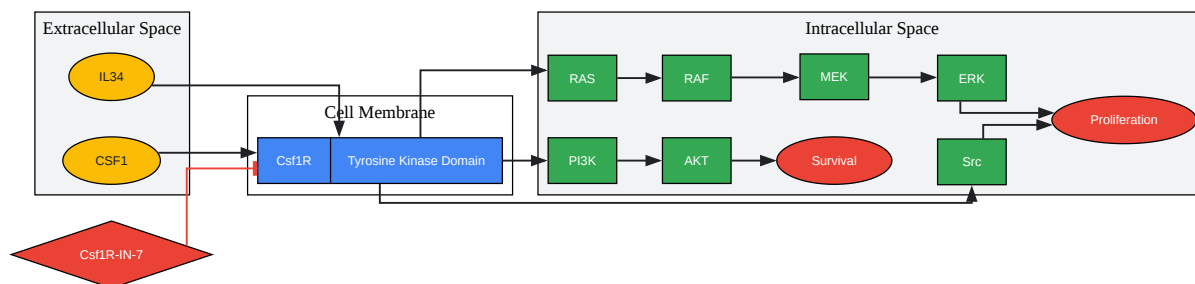 Extracellular Space
IL34
CSF1
Csf1R-IN-7
Cell Membrane
Csf1R
Tyrosine Kinase Domain
Intracellular Space
RAS
RAF
MEK
ERK
Proliferation
PI3K
AKT
Survival
Src